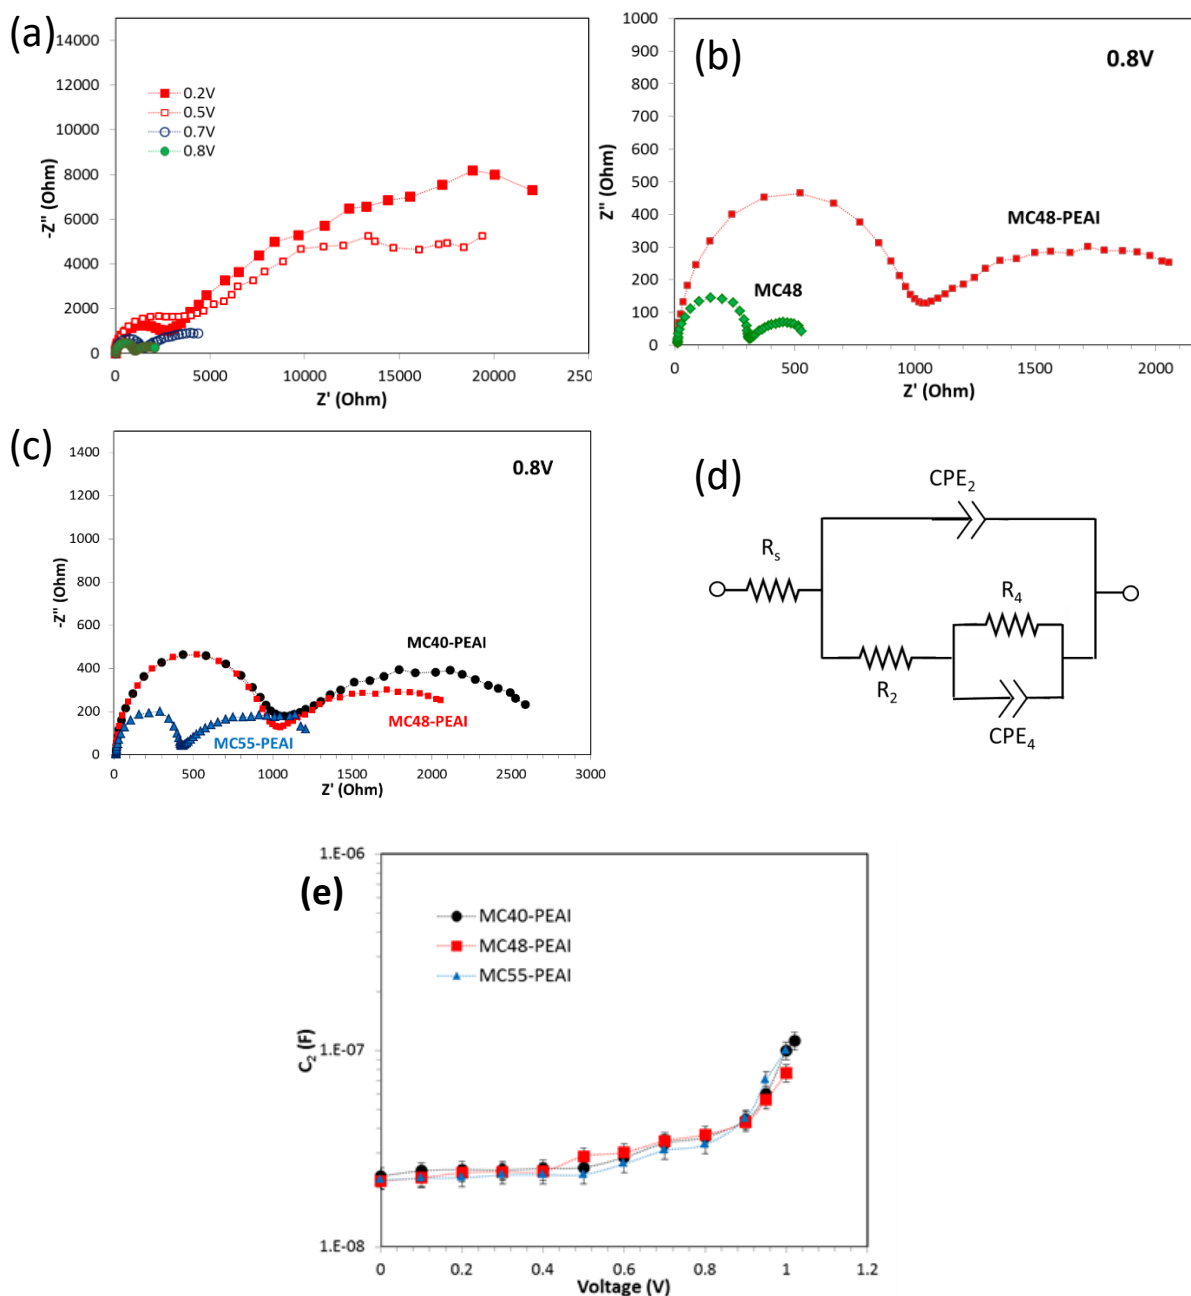 (a)
14000
12000
10000
8000
6000
4000
2000
0
-Z" (Ohm)
0.2V
0.5V
0.7V
0.8V
0
5000
10000
15000
20000
250
Z' (Ohm)
(b)
0.8V
1000
900
800
700
600
500
400
300
200
100
0
Z" (Ohm)
MC48-PEAI
MC48
0
500
1000
1500
2000
Z' (Ohm)
(c)
0.8V
1400
1200
1000
800
600
400
200
0
-Z" (Ohm)
MC40-PEAI
MC48-PEAI
MC55-PEAI
0
500
1000
1500
2000
2500
3000
Z' (Ohm)
(d)
CPE2
Rs
R4
R2
CPE4
(e)
1.E-06
1.E-07
1.E-08
C2 (F)
MC40-PEAI
MC48-PEAI
MC55-PEAI
0
0.2
0.4
0.6
0.8
1
1.2
Voltage (V)